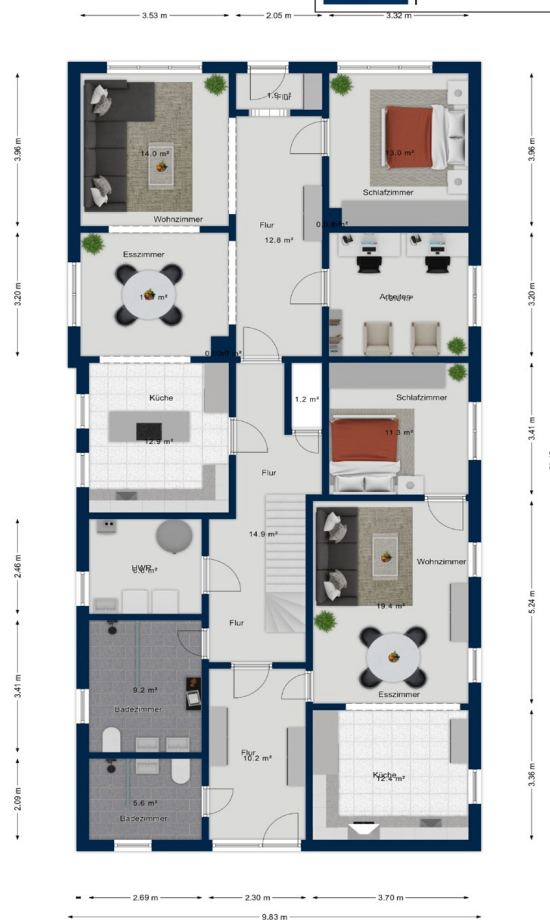 3.53 m
2.05 m
3.32 m
Flur
14.0 m²
13.0 m²
3.96 m
3.96 m
Schlafzimmer
Wohnzimmer
Flur
12.8 m²
Esszimmer
3.20 m
3.20 m
Küche
1.2 m²
Schlafzimmer
12.9 m²
11.3 m²
3.41 m
Flur
14.9 m²
HWR
Wohnzimmer
2.46 m
19.4 m²
5.24 m
Flur
3.41 m
9.2 m²
Esszimmer
Badezimmer
Flur
10.2 m²
Küche
12.4 m²
3.36 m
2.09 m
5.6 m²
Badezimmer
2.69 m
2.30 m
3.70 m
9.83 m